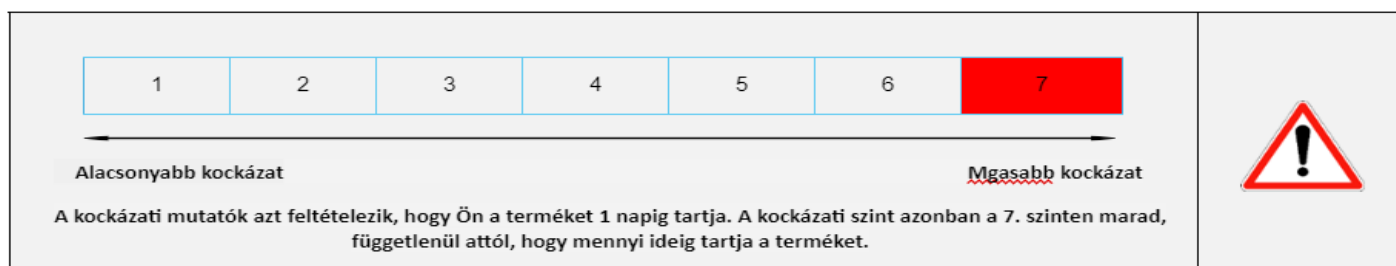 1 2 3 4 5 6 7
Alacsonyabb kockázat Mgasabb kockázat
A kockázati mutatók azt feltételezik, hogy Ön a terméket 1 napig tartja. A kockázati szint azonban a 7. szinten marad,
függetlenül attól, hogy mennyi ideig tartja a terméket.